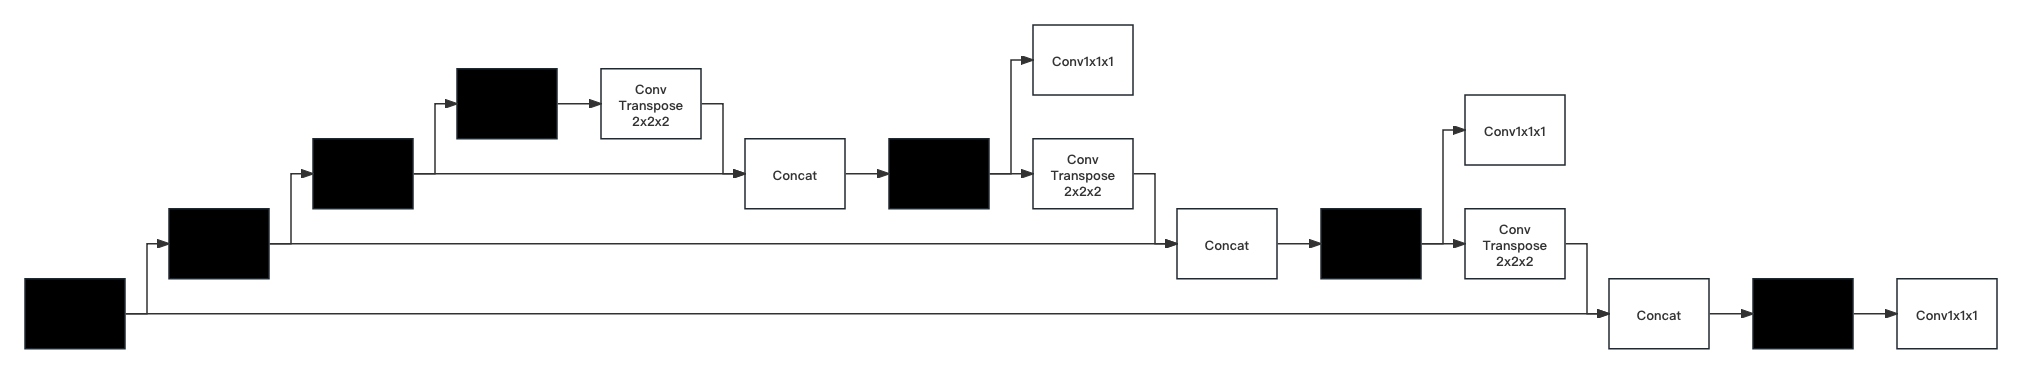 Conv1x1x1
Conv
Transpose
2x2x2
Concat
Conv
Transpose
2x2x2
Conv1x1x1
Concat
Conv
Transpose
2x2x2
Concat
Conv1x1x1